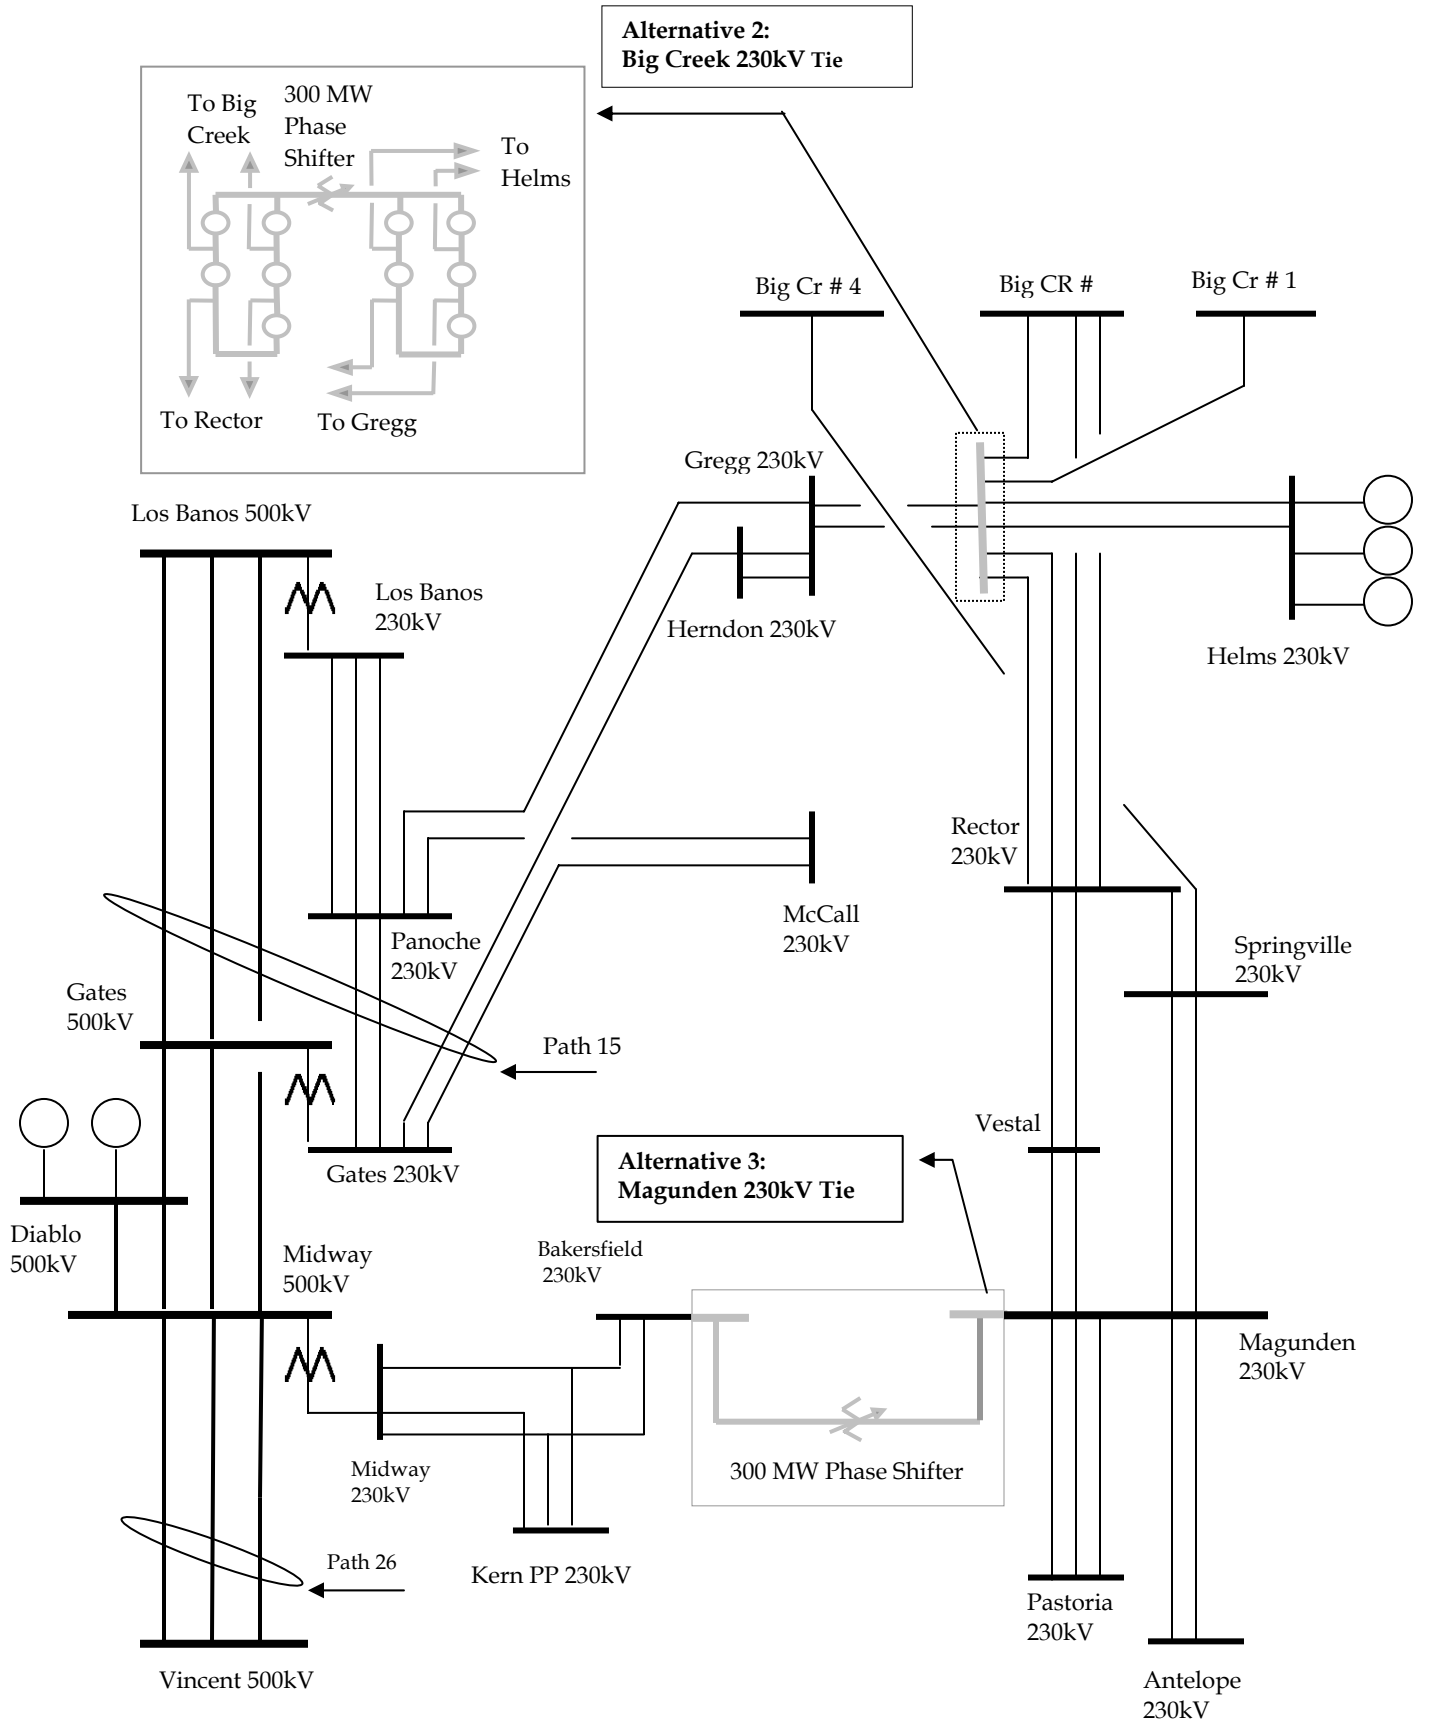 Alternative 2:
Big Creek 230kV Tie
To Big
Creek
300 MW
Phase
Shifter
To
Helms
To Rector
To Gregg
Big Cr # 4
Big CR #
Big Cr # 1
Gregg 230kV
Los Banos 500kV
Los Banos
230kV
Herndon 230kV
Helms 230kV
Rector
230kV
McCall
230kV
Panoche
230kV
Springville
230kV
Gates
500kV
Path 15
Vestal
Gates 230kV
Alternative 3:
Magunden 230kV Tie
Diablo
500kV
Midway
500kV
Bakersfield
230kV
Magunden
230kV
Midway
230kV
300 MW Phase Shifter
Path 26
Kern PP 230kV
Pastoria
230kV
Vincent 500kV
Antelope
230kV